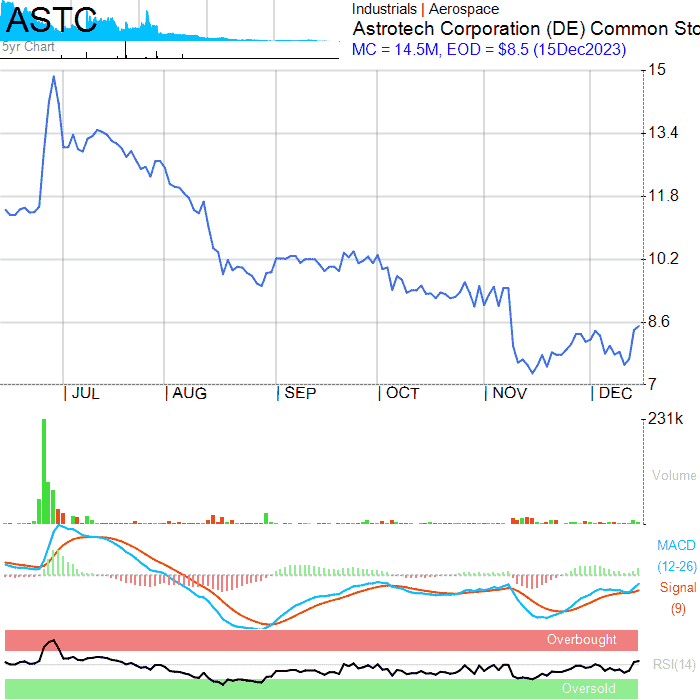 ASTC
5yr Chart
Industrials | Aerospace
Astrotech Corporation (DE) Common Sto
MC = 14.5M, EOD = $8.5 (15Dec2023)
15
13.4
11.8
10.2
8.6
7
| JUL | AUG | SEP | OCT | NOV | DEC
231k
Volume
MACD
(12-26)
Signal
(9)
Overbought
RSI(14)
Oversold